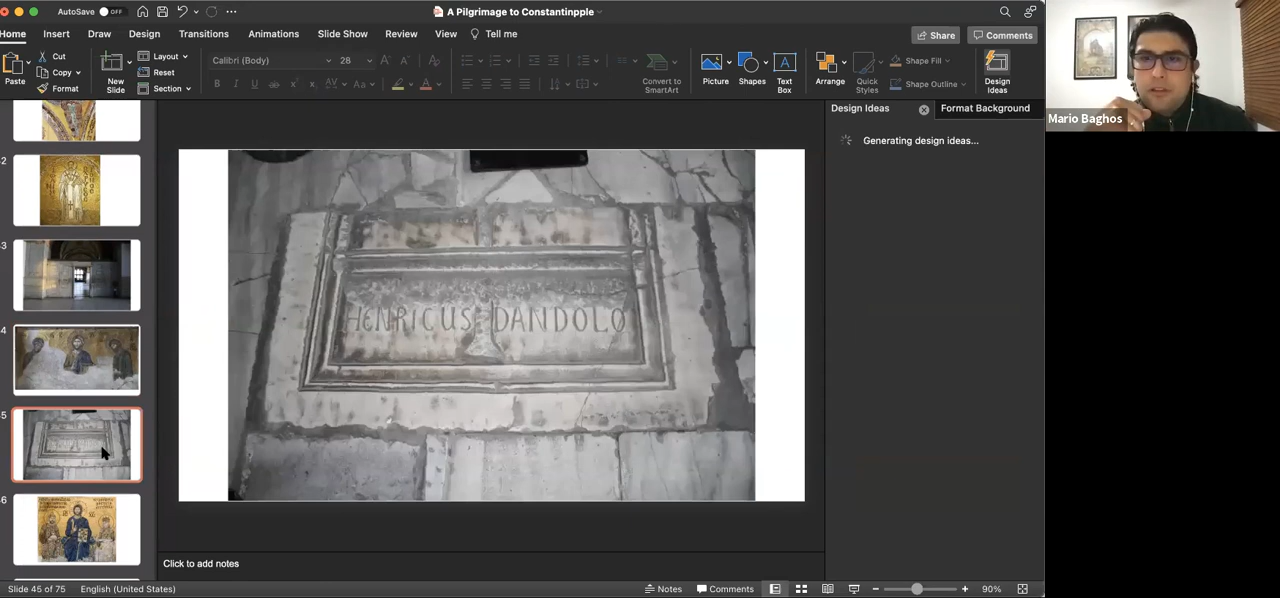 AutoSave OFF
A Pilgrimage to Constantinpple
Home Insert Draw Design Transitions Animations Slide Show Review View Tell me
Share Comments
Paste
Cut
Copy
Format
New Slide
Layout
Reset
Section
Calibri (Body) 28
Convert to SmartArt
Picture
Shapes
Text Box
Arrange
Quick Styles
Shape Fill
Shape Outline
Design Ideas
Design Ideas Format Background
Generating design ideas...
Mario Baghos
HENRICUS DANDOLO
Click to add notes
Slide 45 of 75 English (United States)
Notes Comments 90%